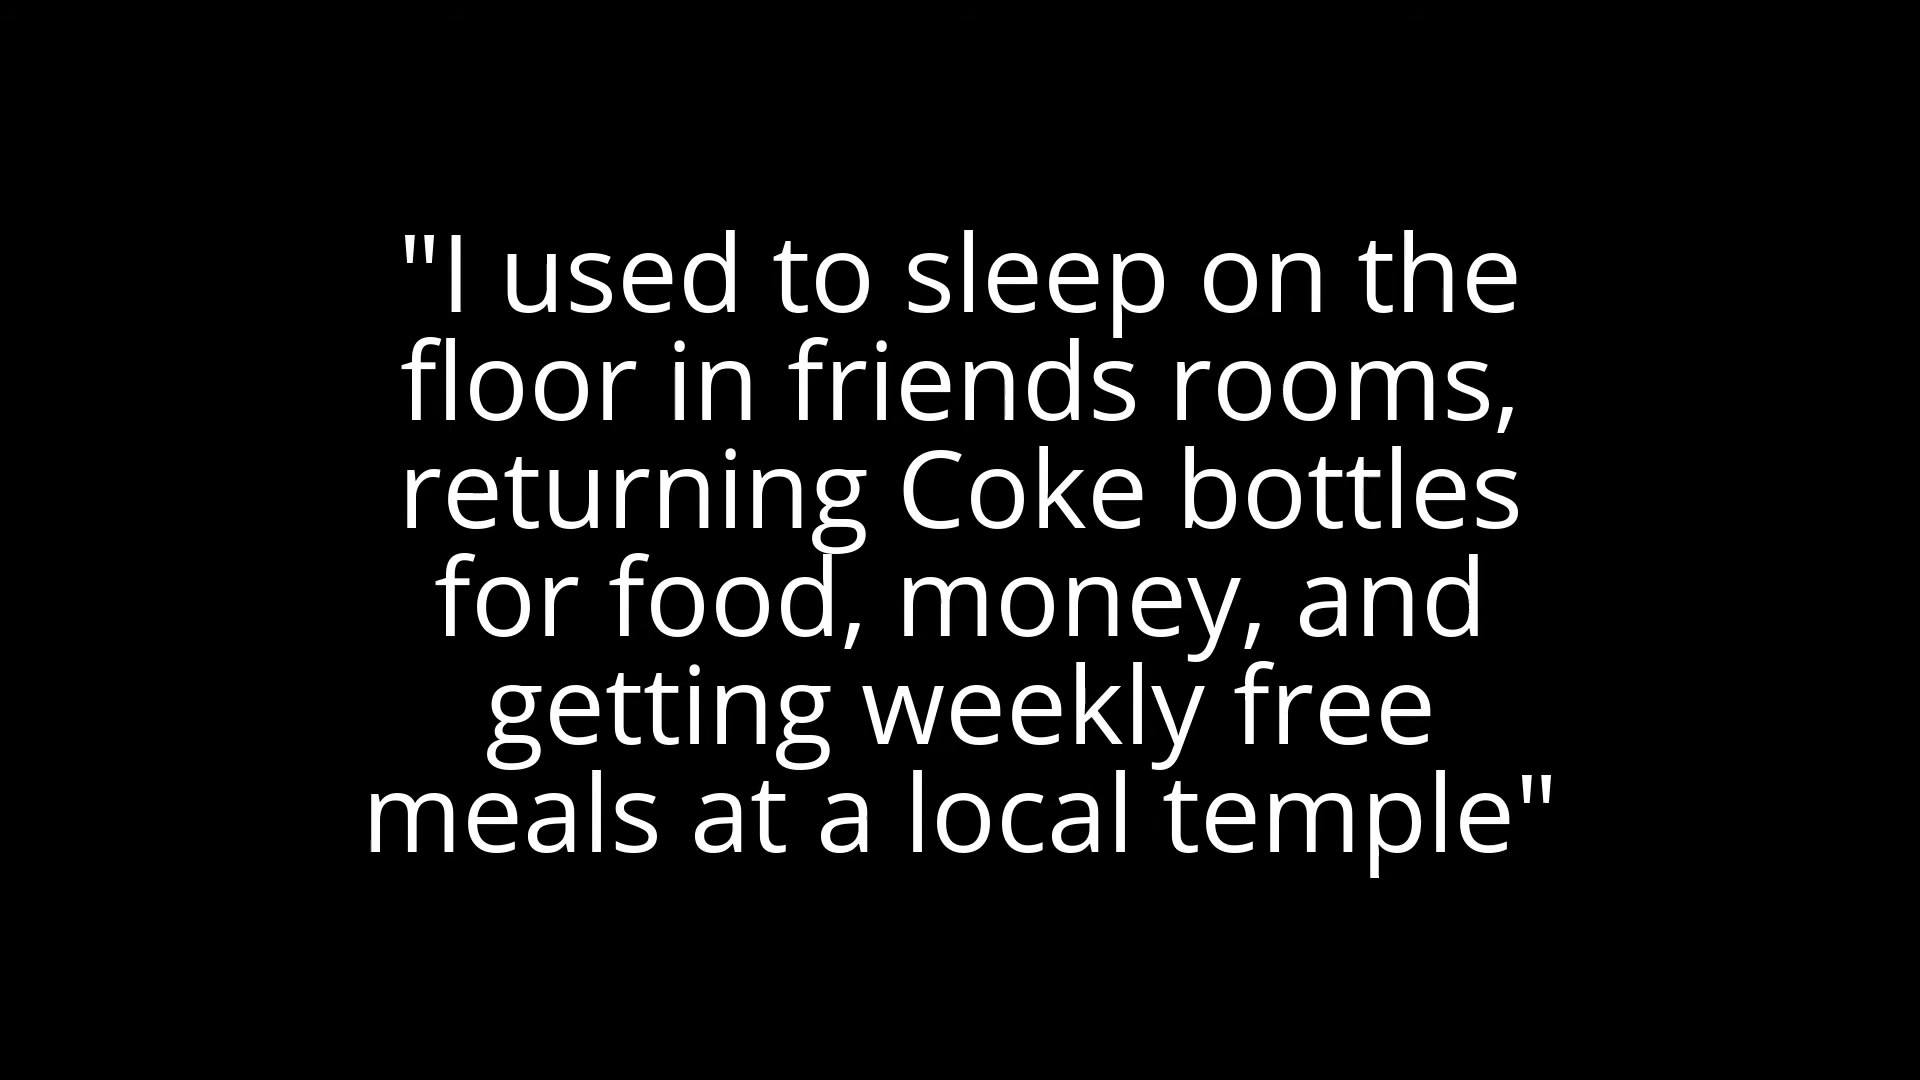 "I used to sleep on the
floor in friends rooms,
returning Coke bottles
for food, money, and
getting weekly free
meals at a local temple"